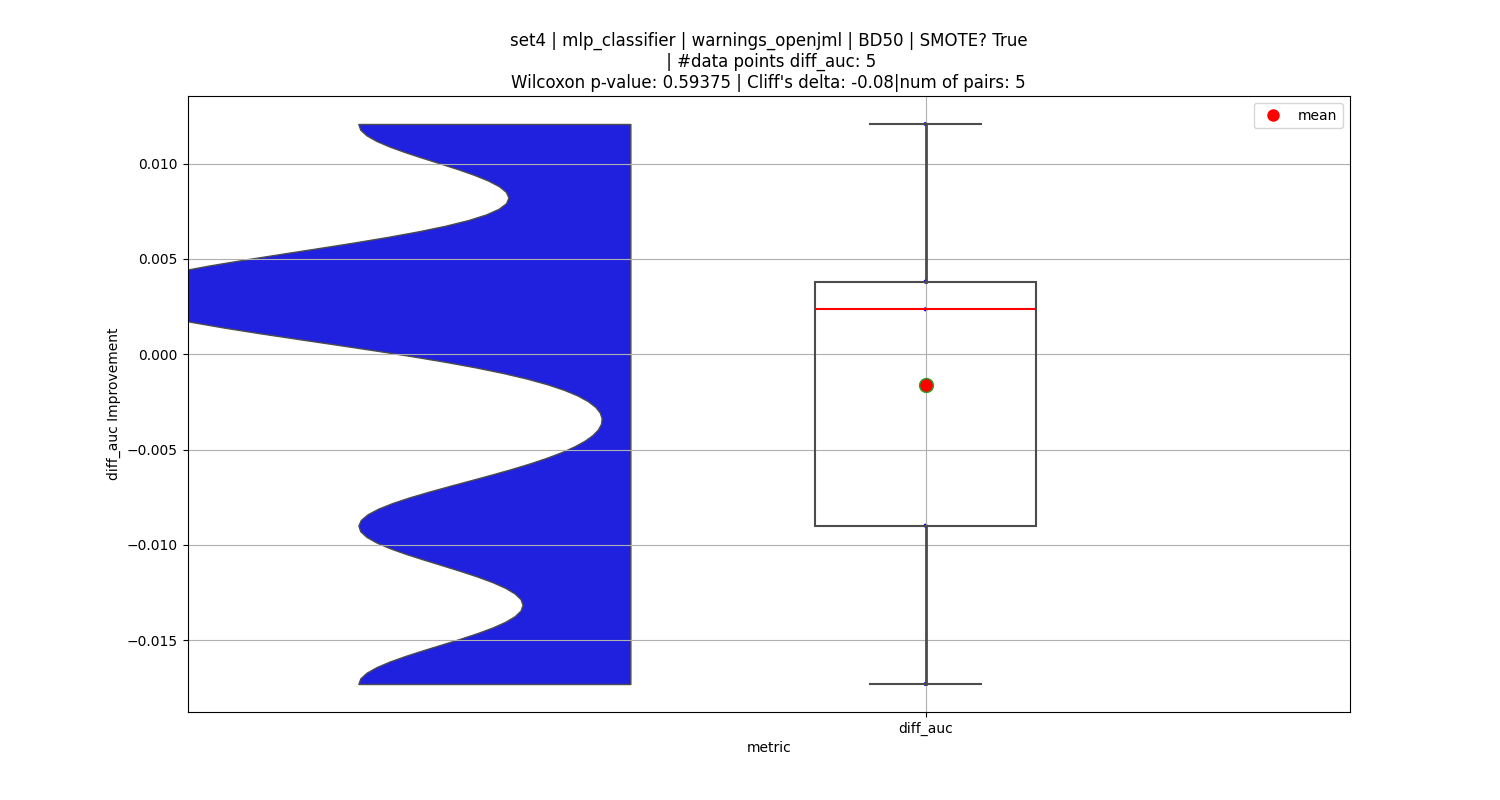 set4 | mlp_classifier | warnings_openjml | BD50 | SMOTE? True
| #data points diff_auc: 5
Wilcoxon p-value: 0.59375 | Cliff's delta: -0.08|num of pairs: 5
mean
0.010
0.005
0.000
−0.005
−0.010
−0.015
diff_auc Improvement
diff_auc
metric